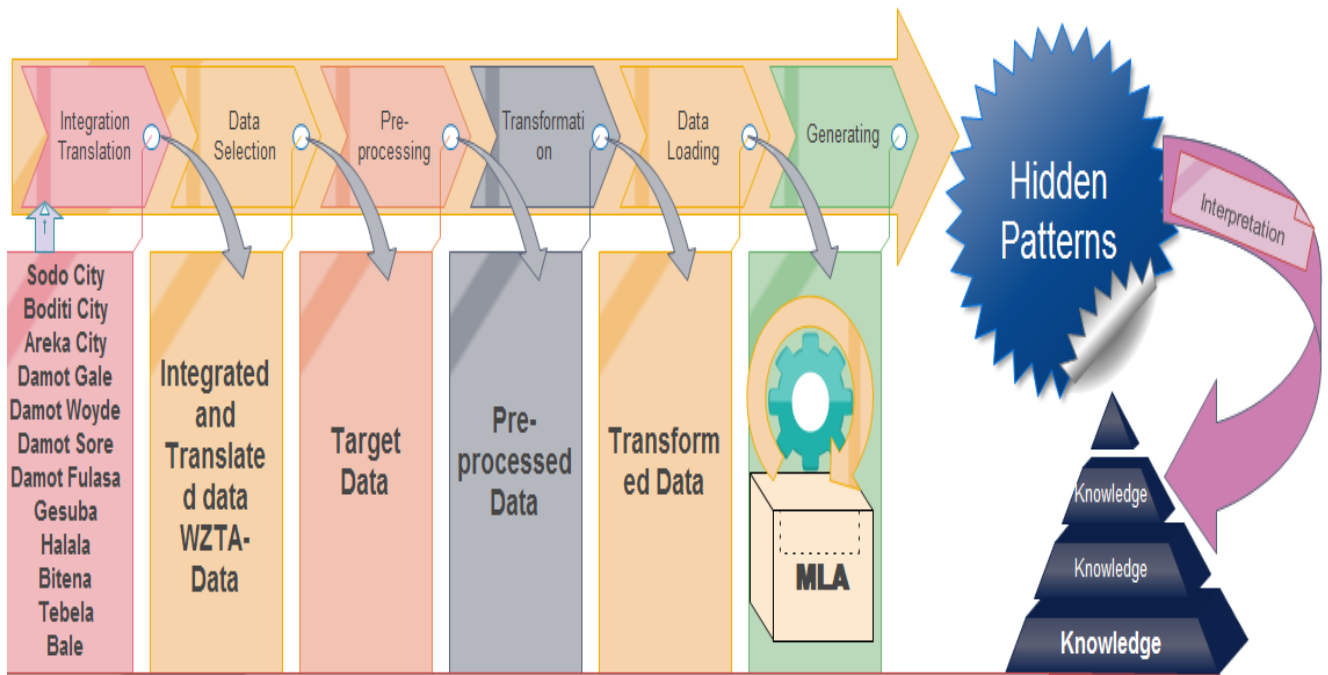 Integration
Translation
Data
Selection
Pre-
processing
Transformati
on
Data
Loading
Generating
Hidden
Patterns
Interpretation
Sodo City
Boditi City
Areka City
Damot Gale
Damot Woyde
Damot Sore
Damot Fulasa
Gesuba
Halala
Bitena
Tebela
Bale
Integrated
and
Translate
d data
WZTA-
Data
Target
Data
Pre-
processed
Data
Transform
ed Data
MLA
Knowledge
Knowledge
Knowledge